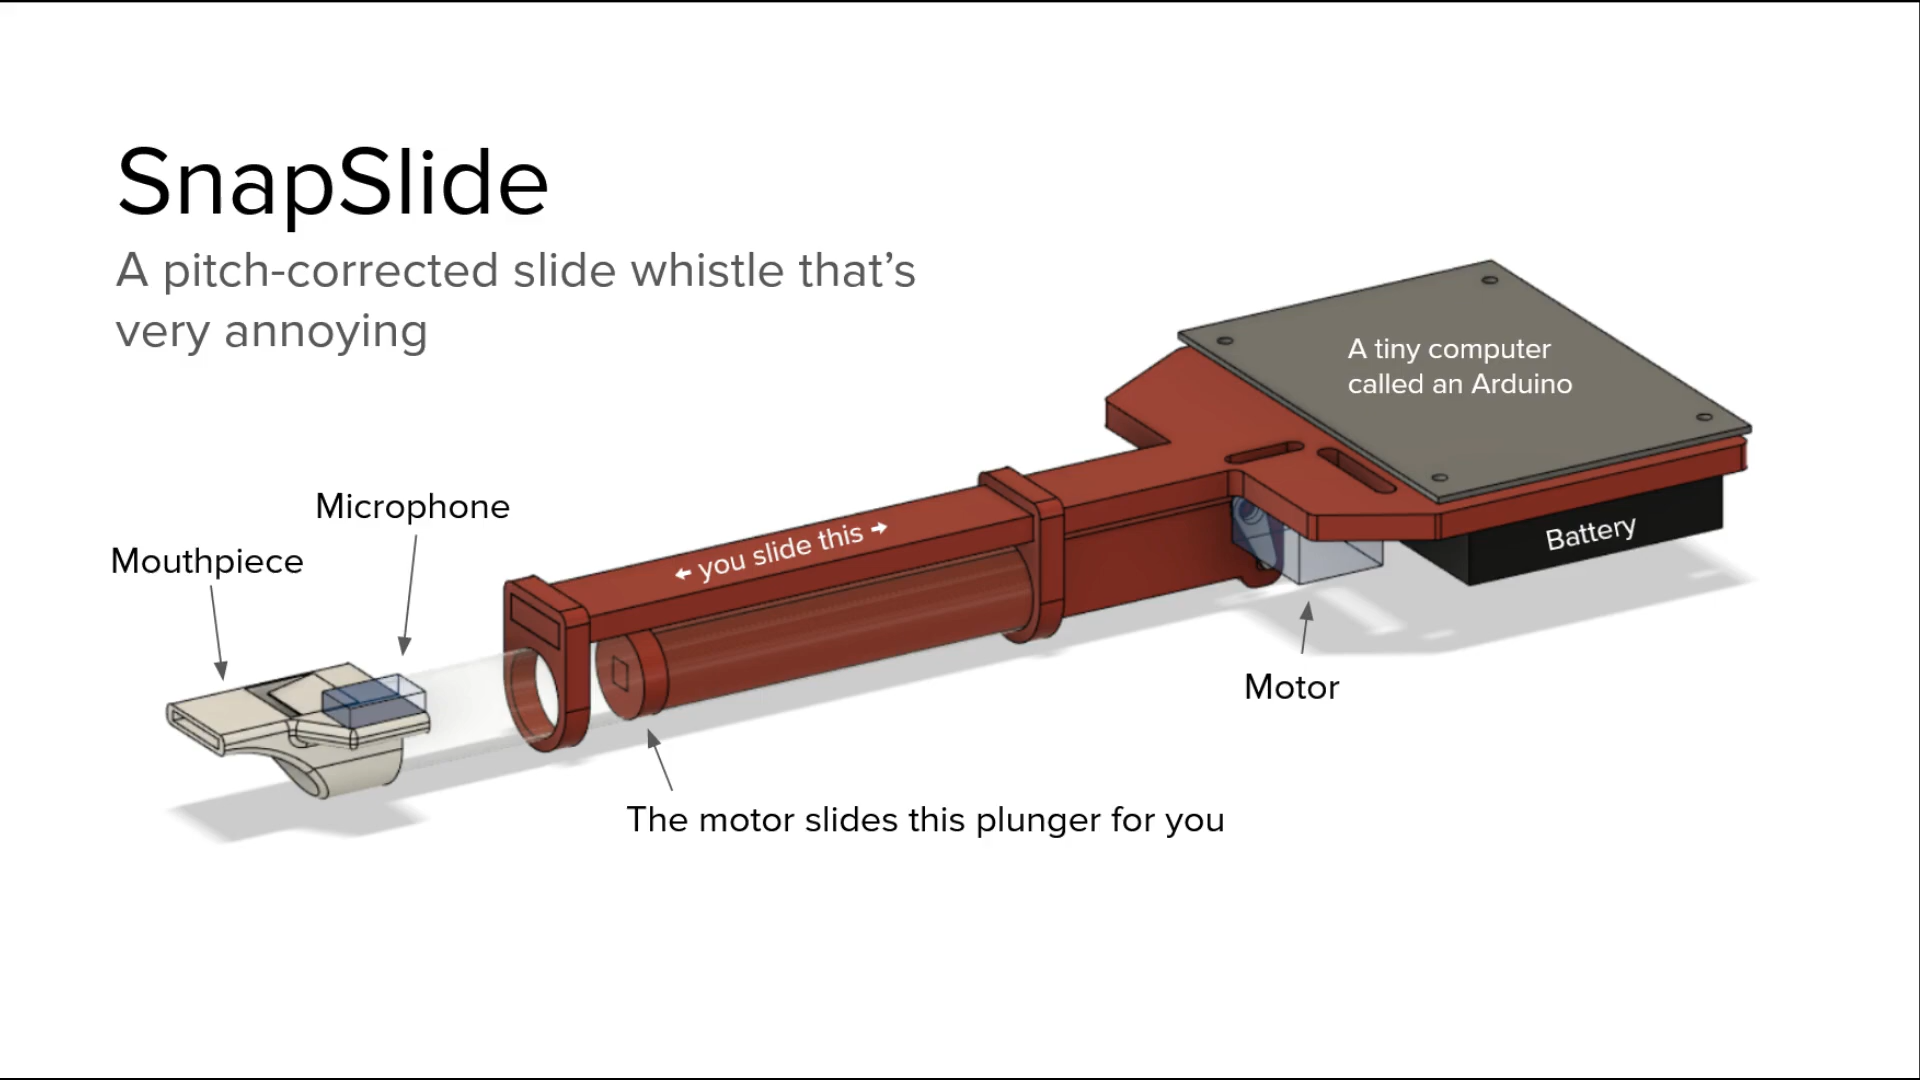 SnapSlide
A pitch-corrected slide whistle that’s
very annoying
A tiny computer
called an Arduino
Microphone
Mouthpiece
← you slide this →
Battery
Motor
The motor slides this plunger for you